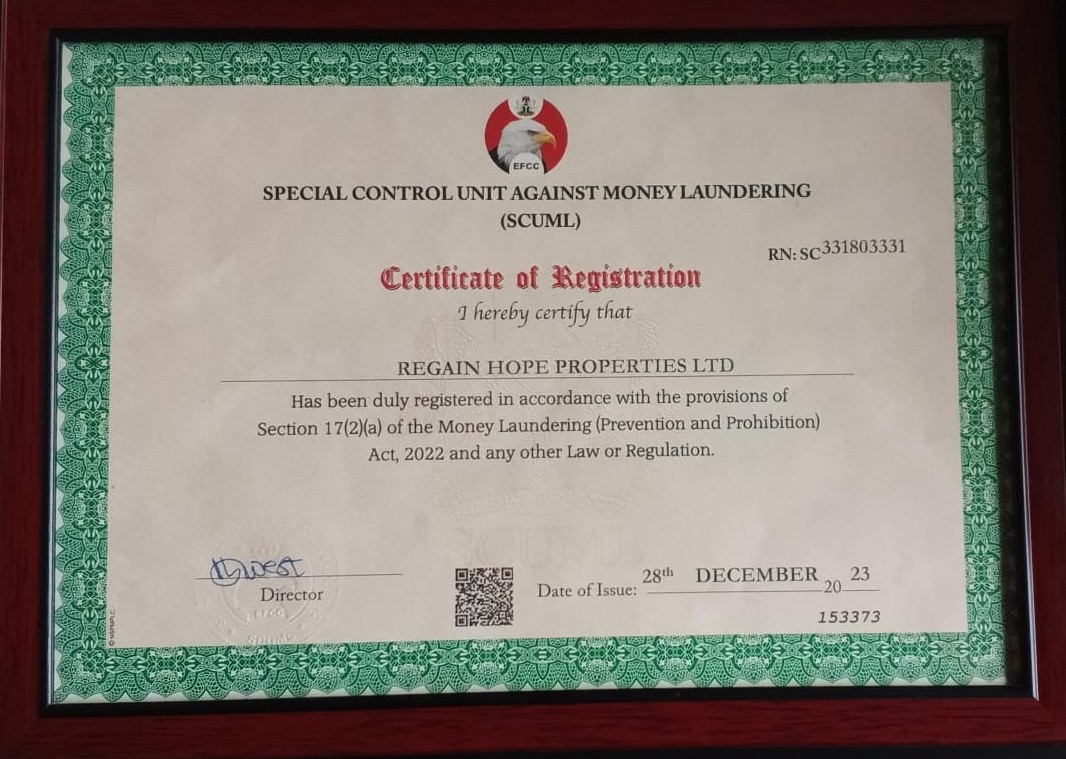 EFCC
SPECIAL CONTROL UNIT AGAINST MONEY LAUNDERING
(SCUML)
RN: SC331803331
Certificate of Registration
I hereby certify that
REGAIN HOPE PROPERTIES LTD
Has been duly registered in accordance with the provisions of
Section 17(2)(a) of the Money Laundering (Prevention and Prohibition)
Act, 2022 and any other Law or Regulation.
SCUML
Director
Date of Issue: 28th DECEMBER 20 23
153373